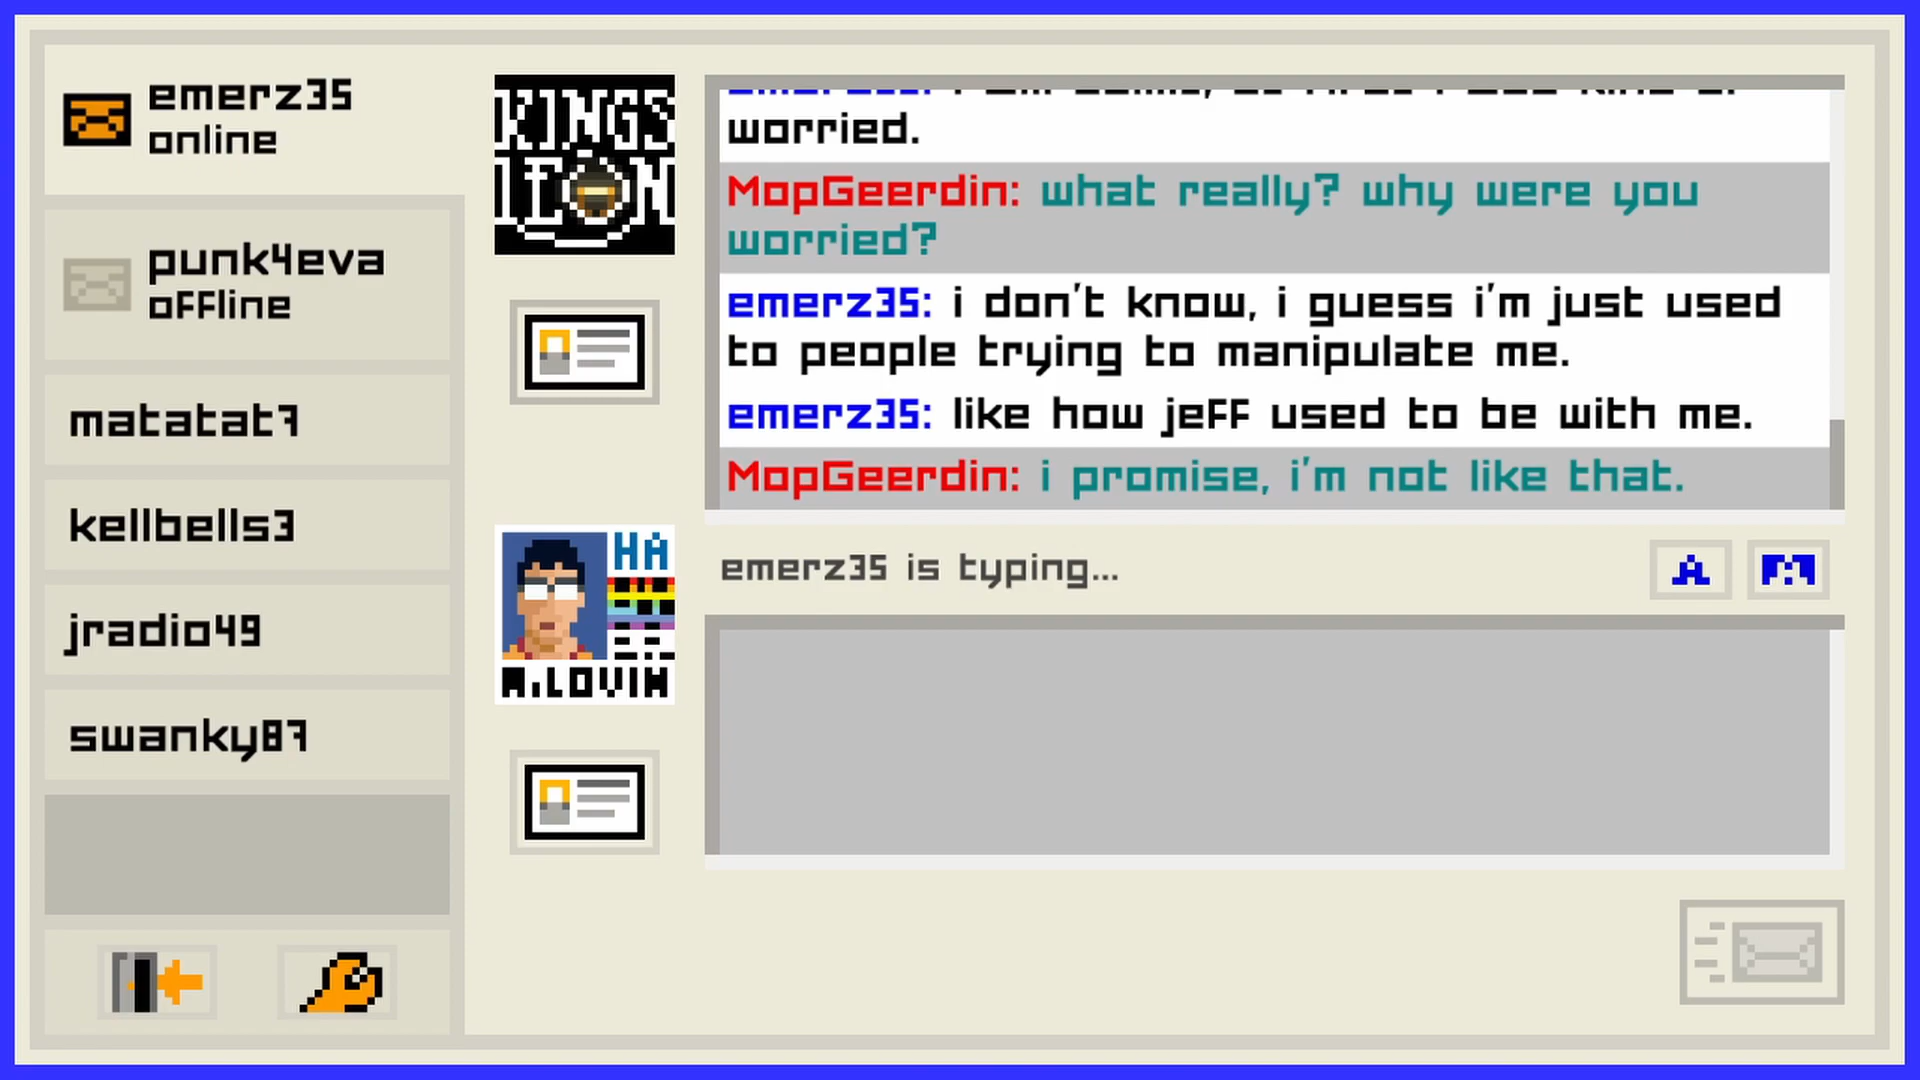 emerz35
online
punk4eva
offline
matatat7
kellbells3
jradio49
swanky87
KINGS
worried.
MopGeerdin: what really? why were you
worried?
emerz35: i don't know, i guess i'm just used
to people trying to manipulate me.
emerz35: like how jeff used to be with me.
MopGeerdin: i promise, i'm not like that.
HA
M.LOVIN
emerz35 is typing...
A